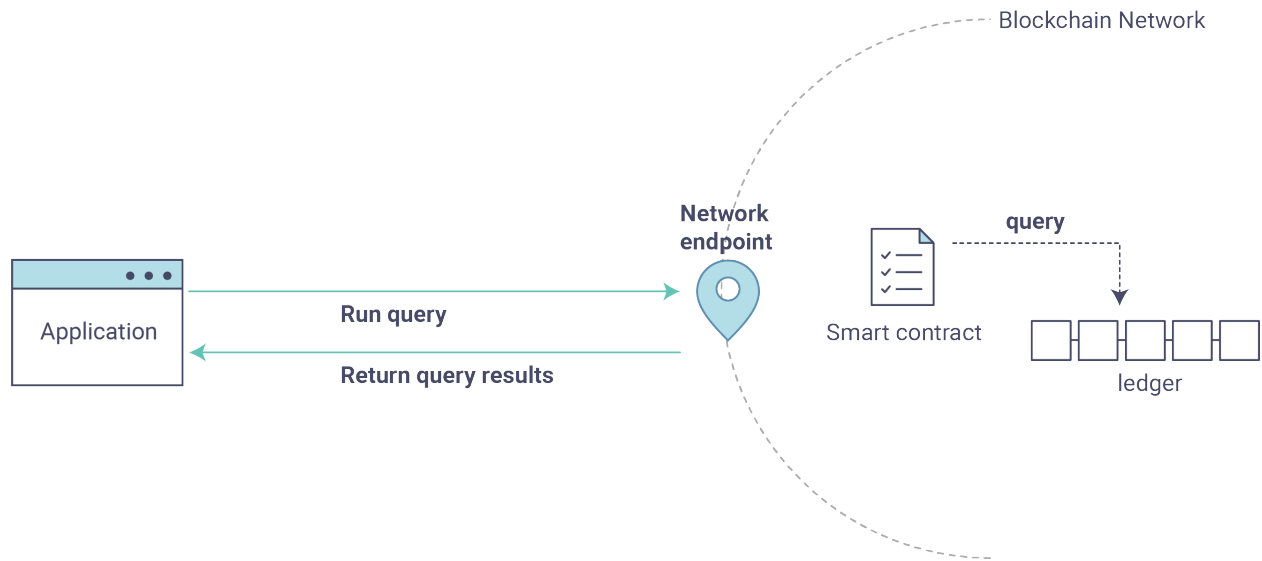 Blockchain Network
Network
endpoint
query
Run query
Application
Smart contract
Return query results
ledger